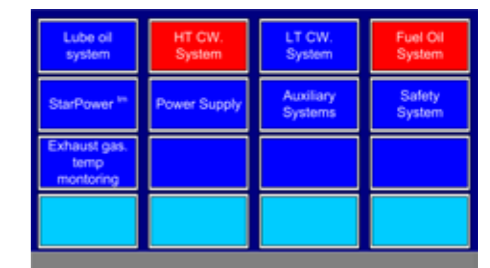 Lube oil
system
HT CW.
System
LT CW.
System
Fuel Oil
System
StarPower tm
Power Supply
Auxiliary
Systems
Safety
System
Exhaust gas.
temp
montoring